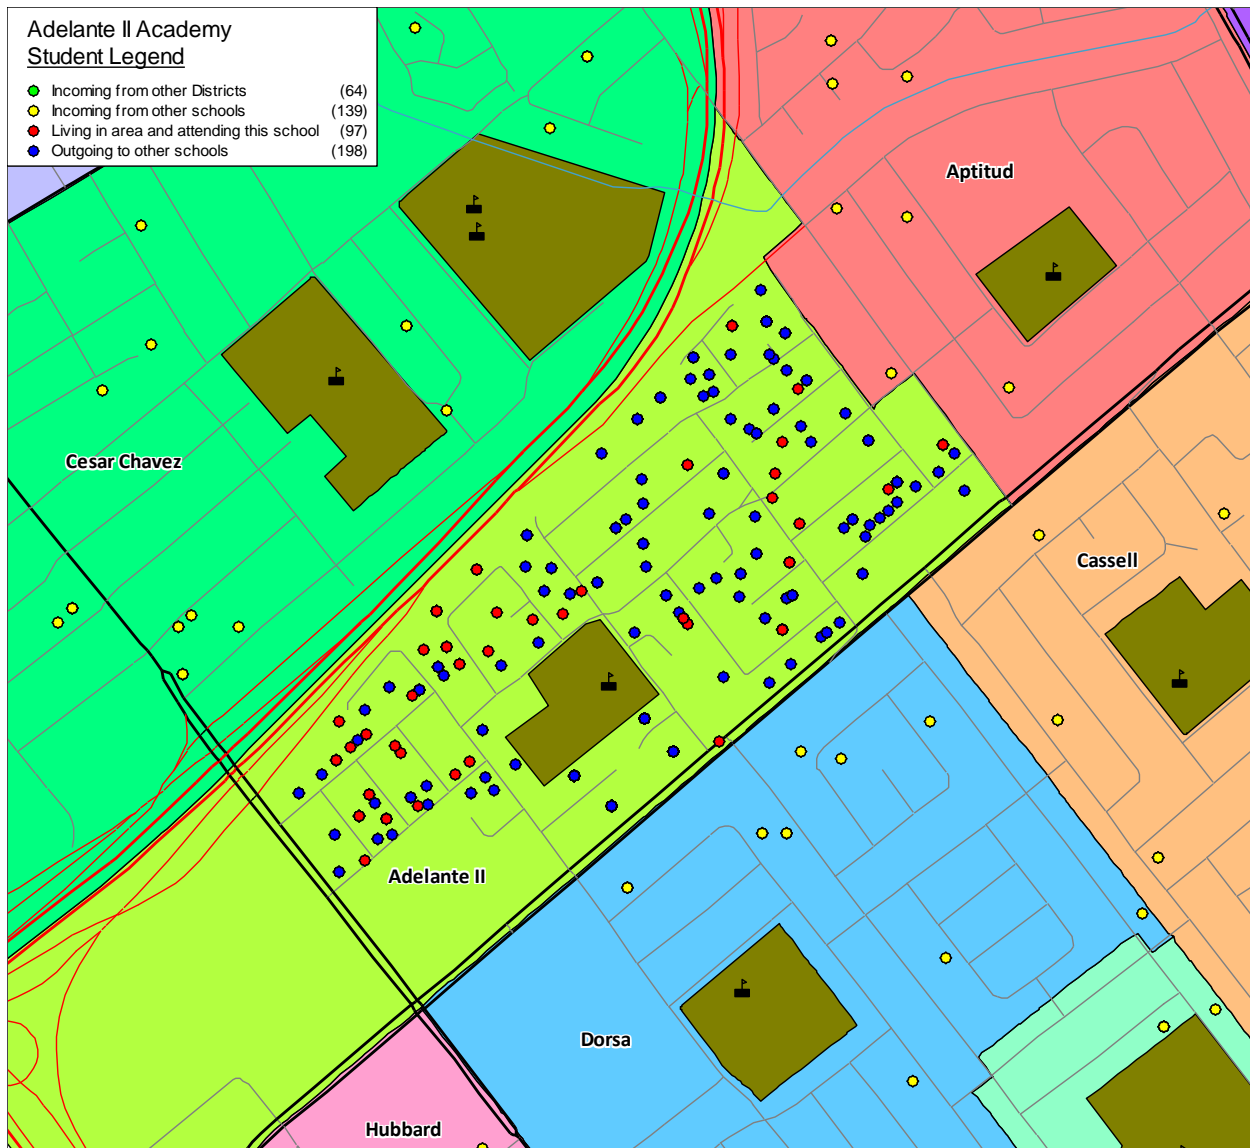 Adelante II Academy
Student Legend
Incoming from other Districts (64)
Incoming from other schools (139)
Living in area and attending this school (97)
Outgoing to other schools (198)
Aptitud
Cesar Chavez
Cassell
Adelante II
Dorsa
Hubbard